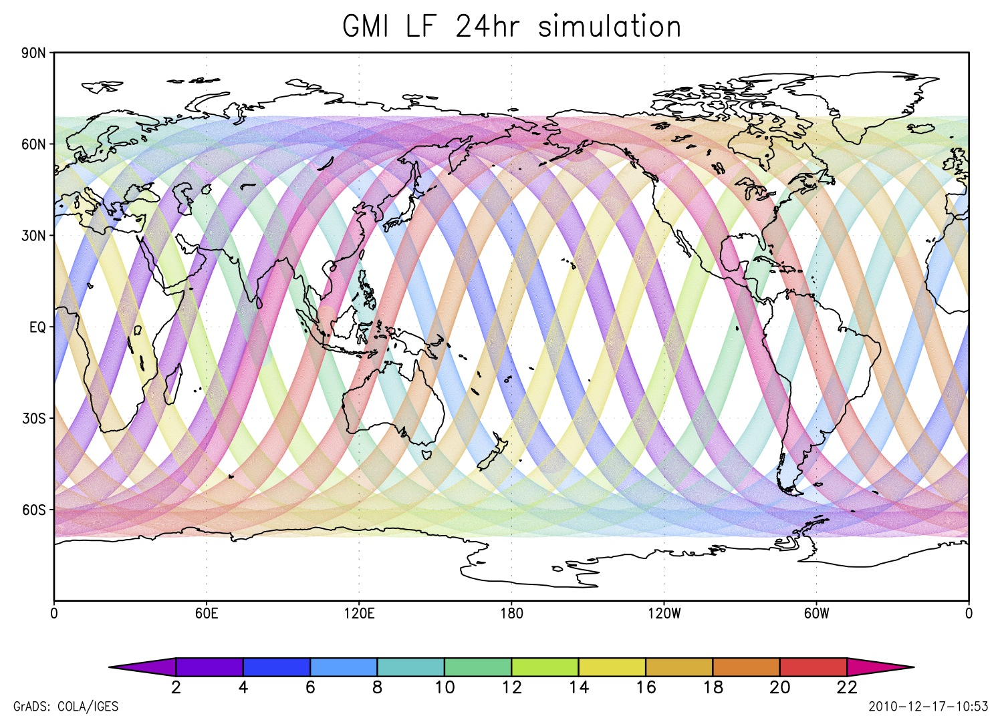 GMI LF 24hr simulation
90N
60N
30N
EQ
30S
60S
0 60E 120E 180 120W 60W 0
2 4 6 8 10 12 14 16 18 20 22
GrADS: COLA/IGES 2010-12-17-10:53